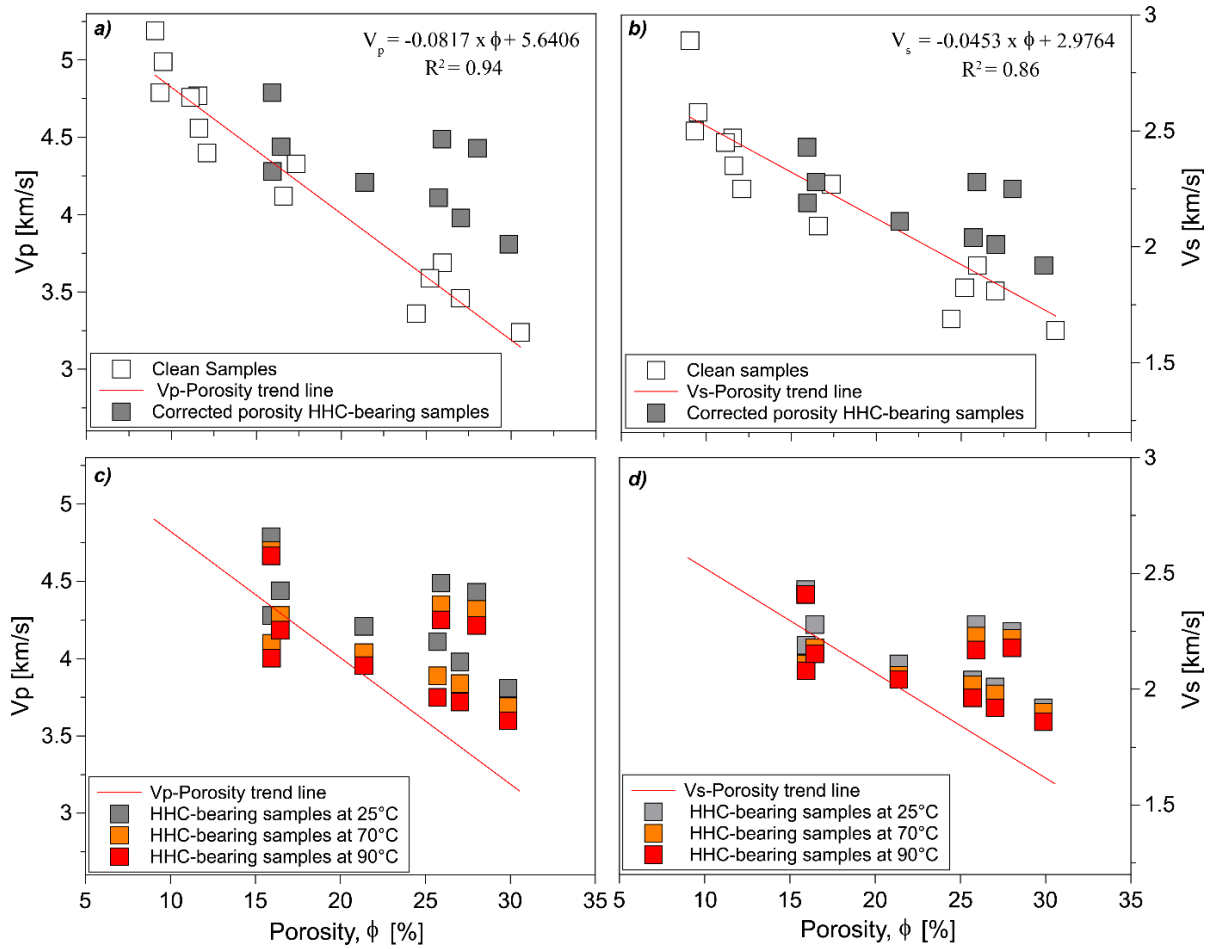 a)
V_p = -0.0817 x ϕ + 5.6406
R² = 0.94
5
4.5
4
3.5
3
Vp [km/s]
Clean Samples
Vp-Porosity trend line
Corrected porosity HHC-bearing samples
b)
V_s = -0.0453 x ϕ + 2.9764
R² = 0.86
3
2.5
2
1.5
Vs [km/s]
Clean samples
Vs-Porosity trend line
Corrected porosity HHC-bearing samples
c)
5
4.5
4
3.5
3
Vp [km/s]
Vp-Porosity trend line
HHC-bearing samples at 25°C
HHC-bearing samples at 70°C
HHC-bearing samples at 90°C
5 10 15 20 25 30 35
Porosity, ϕ [%]
d)
3
2.5
2
1.5
Vs [km/s]
Vs-Porosity trend line
HHC-bearing samples at 25°C
HHC-bearing samples at 70°C
HHC-bearing samples at 90°C
5 10 15 20 25 30 35
Porosity, ϕ [%]